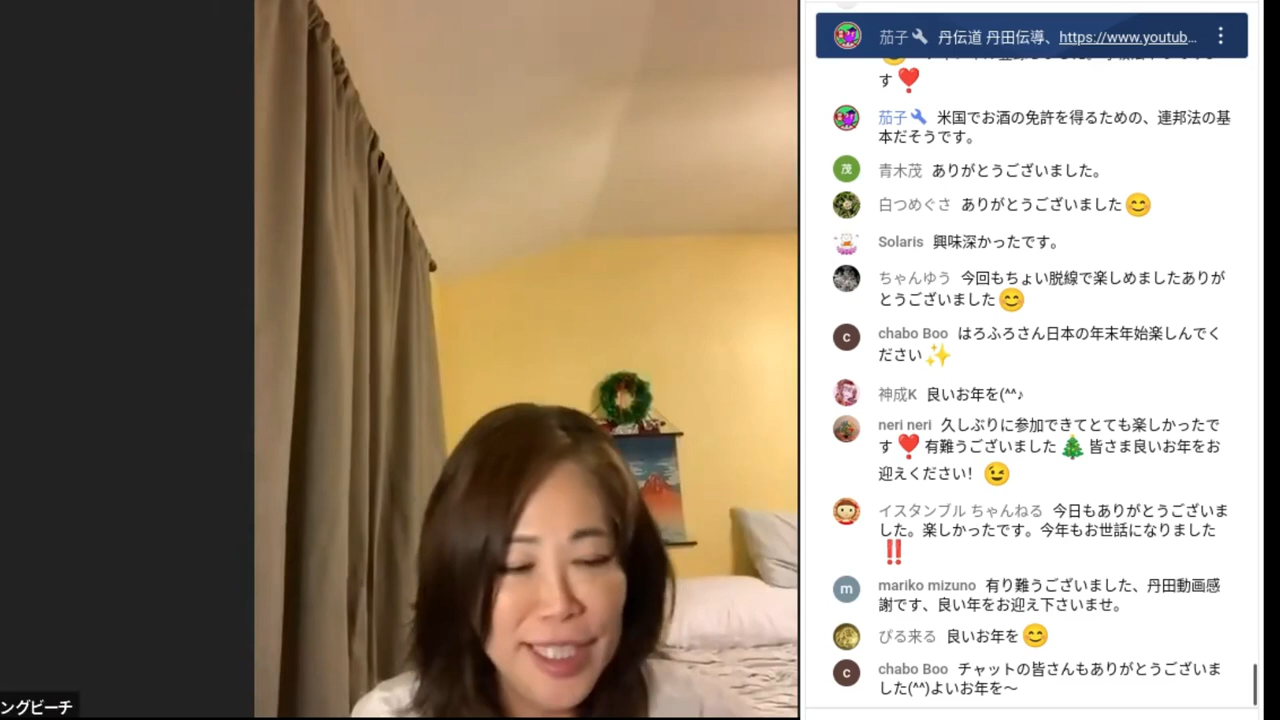 茄子 丹伝道 丹田伝導、https://www.youtub...
す❤️
茄子 米国でお酒の免許を得るための、連邦法の基
本だそうです。
茂 青木茂 ありがとうございました。
白つめぐさ ありがとうございました😊
Solaris 興味深かったです。
ちゃんゆう 今回もちょい脱線で楽しめましたありが
とうございました😊
c chabo Boo はろふろさん日本の年末年始楽しんでく
ださい✨
神成K 良いお年を(^^♪
neri neri 久しぶりに参加できてとても楽しかったで
す❤️有難うございました🎄皆さま良いお年をお
迎えください！😉
イスタンブル ちゃんねる 今日もありがとうございま
した。楽しかったです。今年もお世話になりました
‼️
m mariko mizuno 有り難うございました、丹田動画感
謝です、良い年をお迎え下さいませ。
ぴる来る 良いお年を😊
c chabo Boo チャットの皆さんもありがとうございま
した(^^)よいお年を〜
ングビーチ